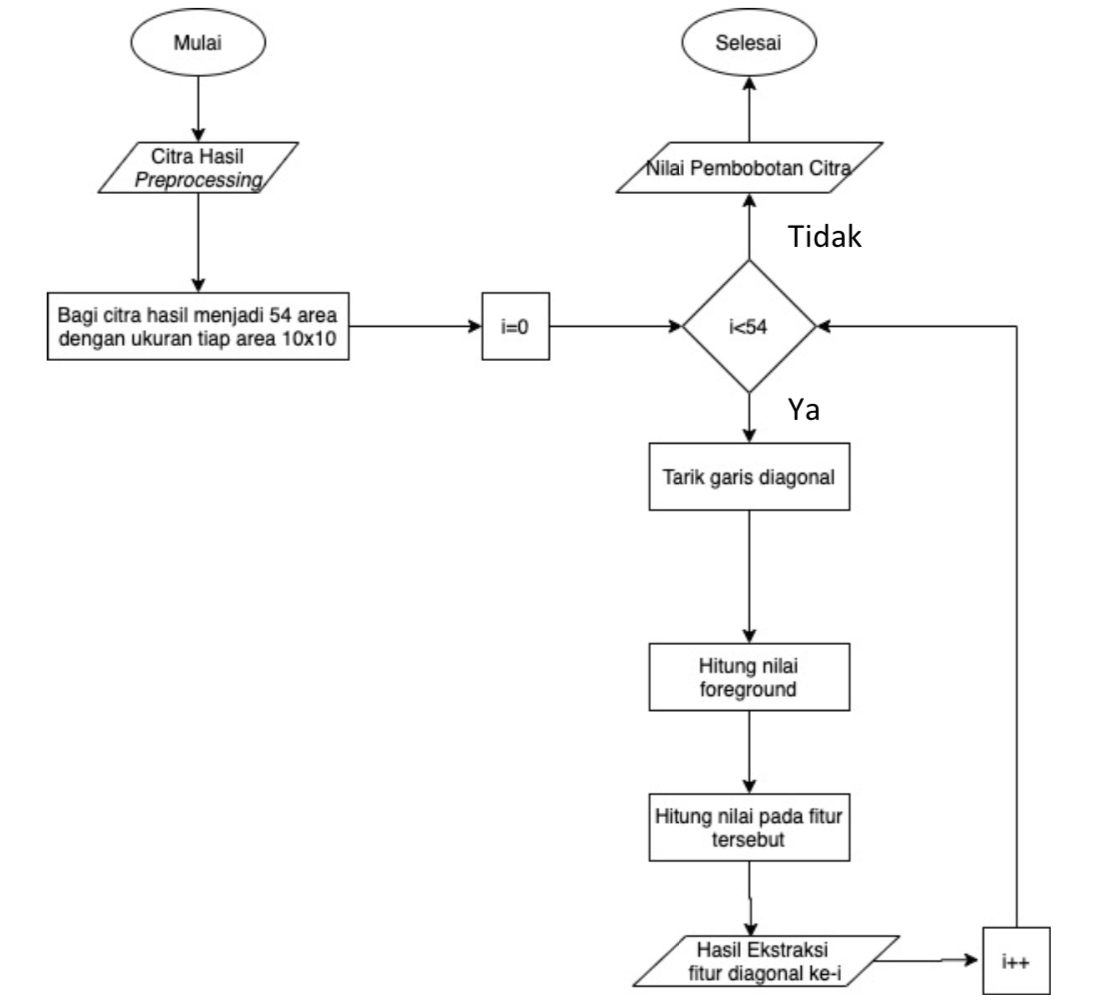 Mulai
Citra Hasil
Preprocessing
Bagi citra hasil menjadi 54 area
dengan ukuran tiap area 10x10
i=0
i<54
Tidak
Nilai Pembobotan Citra
Selesai
Ya
Tarik garis diagonal
Hitung nilai
foreground
Hitung nilai pada fitur
tersebut
Hasil Ekstraksi
fitur diagonal ke-i
i++